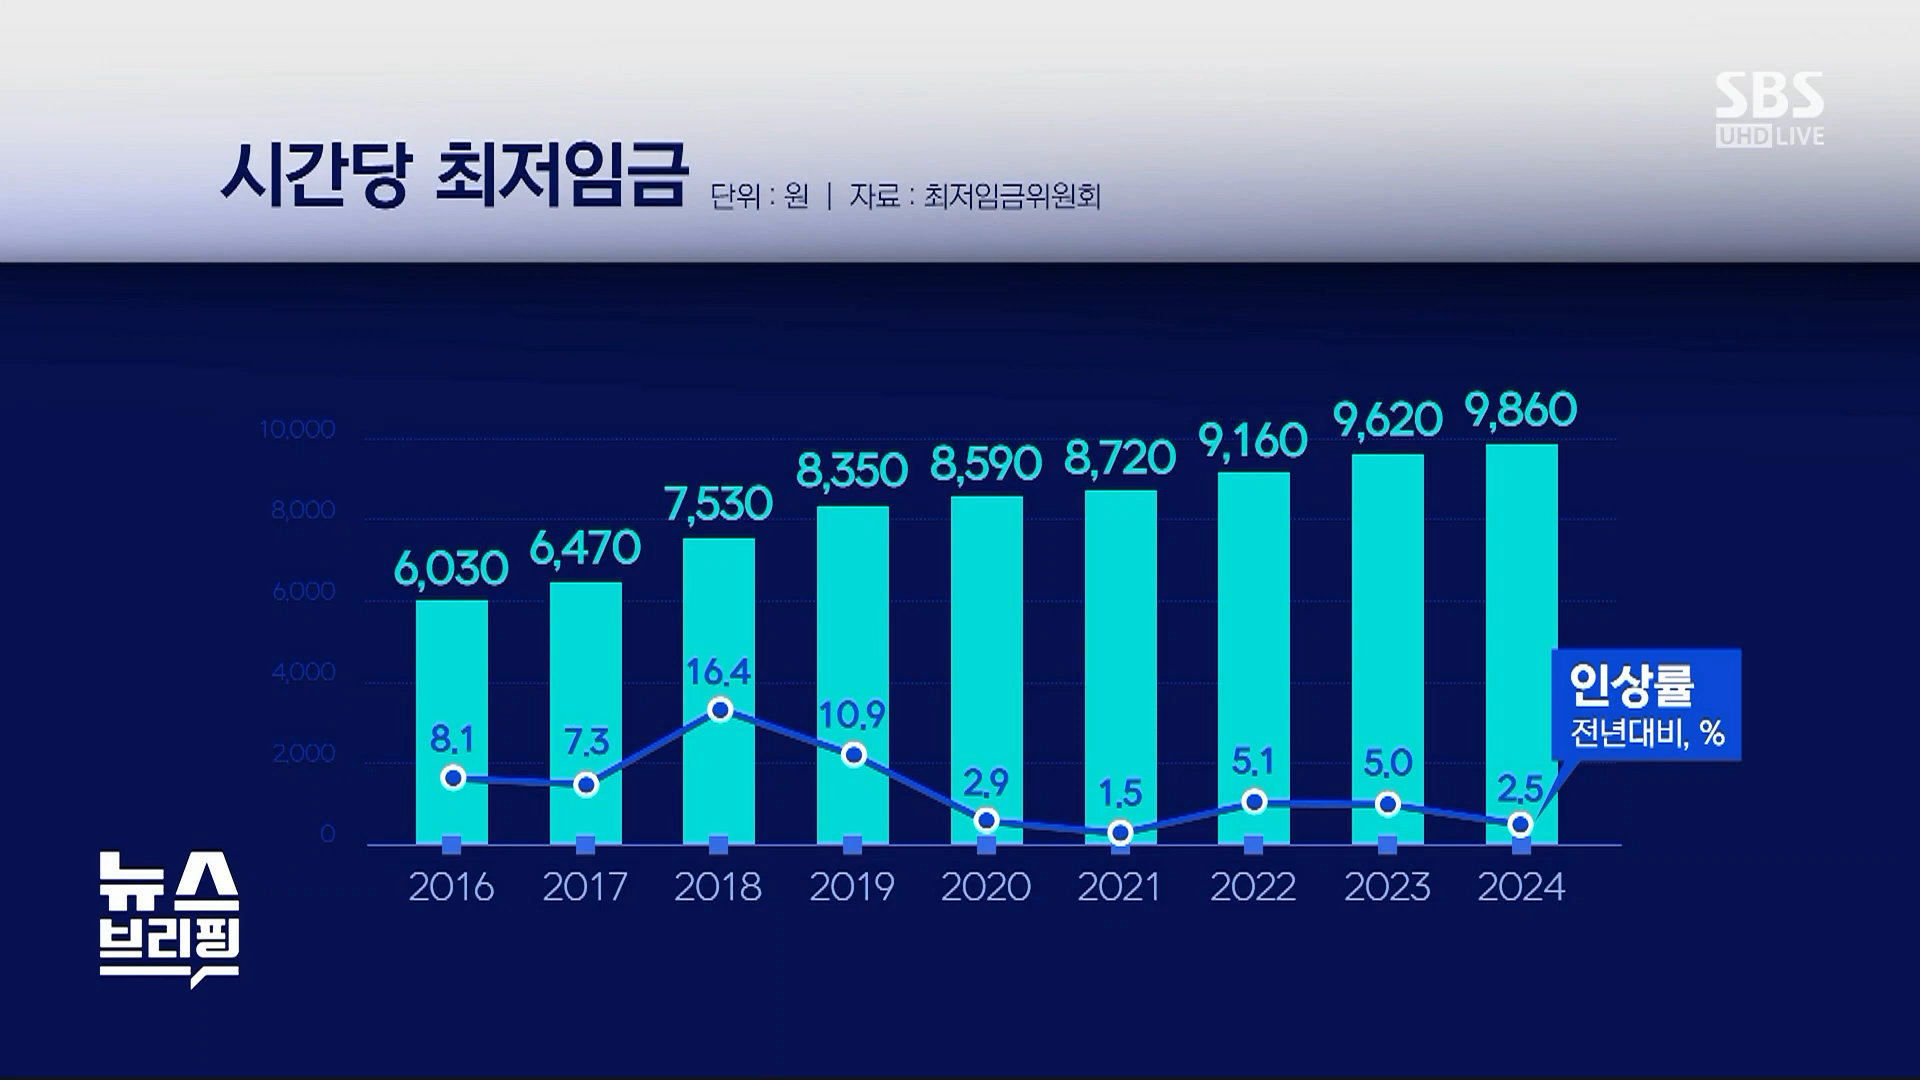 SBS
UHD LIVE
시간당 최저임금 단위 : 원 | 자료 : 최저임금위원회
10,000
8,000
6,000
4,000
2,000
0
6,030 6,470 7,530 8,350 8,590 8,720 9,160 9,620 9,860
8.1 7.3 16.4 10.9 2.9 1.5 5.1 5.0 2.5
인상률
전년대비, %
2016 2017 2018 2019 2020 2021 2022 2023 2024
뉴스
브리핑